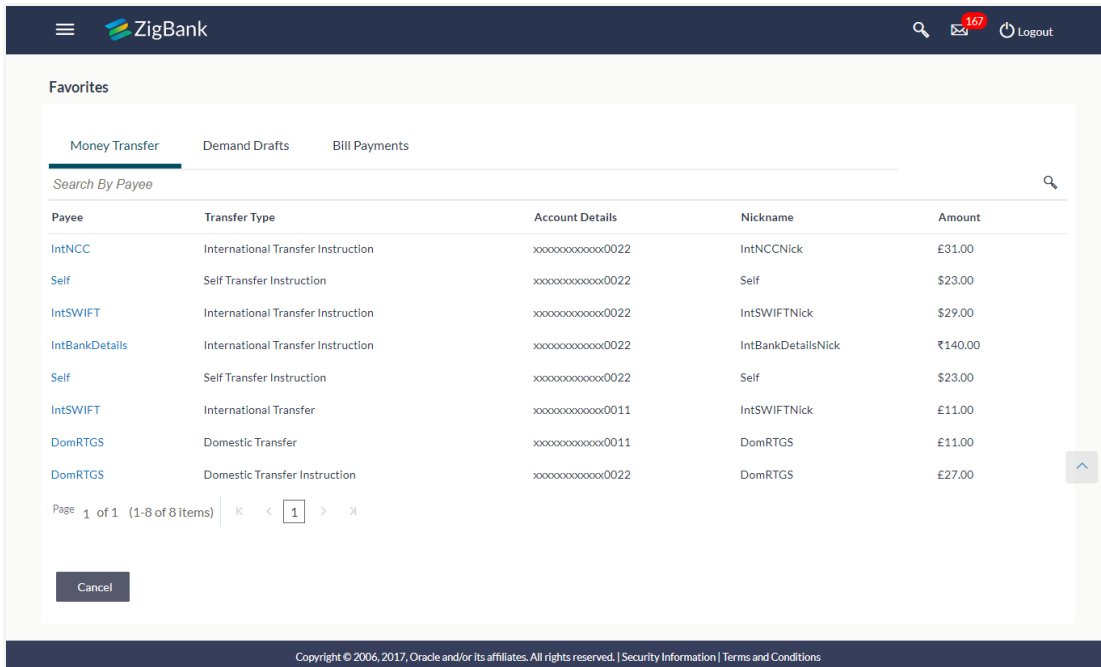 ZigBank 167 Logout
Favorites
Money Transfer Demand Drafts Bill Payments
Search By Payee
Payee Transfer Type Account Details Nickname Amount
IntNCC International Transfer Instruction xxxxxxxxxxxx0022 IntNCCNick £31.00
Self Self Transfer Instruction xxxxxxxxxxxx0022 Self $23.00
IntSWIFT International Transfer Instruction xxxxxxxxxxxx0022 IntSWIFTNick $29.00
IntBankDetails International Transfer Instruction xxxxxxxxxxxx0022 IntBankDetailsNick ₹140.00
Self Self Transfer Instruction xxxxxxxxxxxx0022 Self $23.00
IntSWIFT International Transfer xxxxxxxxxxxx0011 IntSWIFTNick £11.00
DomRTGS Domestic Transfer xxxxxxxxxxxx0011 DomRTGS £11.00
DomRTGS Domestic Transfer Instruction xxxxxxxxxxxx0022 DomRTGS £27.00
Page 1 of 1 (1-8 of 8 items) 1
Cancel
Copyright © 2006, 2017, Oracle and/or its affiliates. All rights reserved. | Security Information | Terms and Conditions